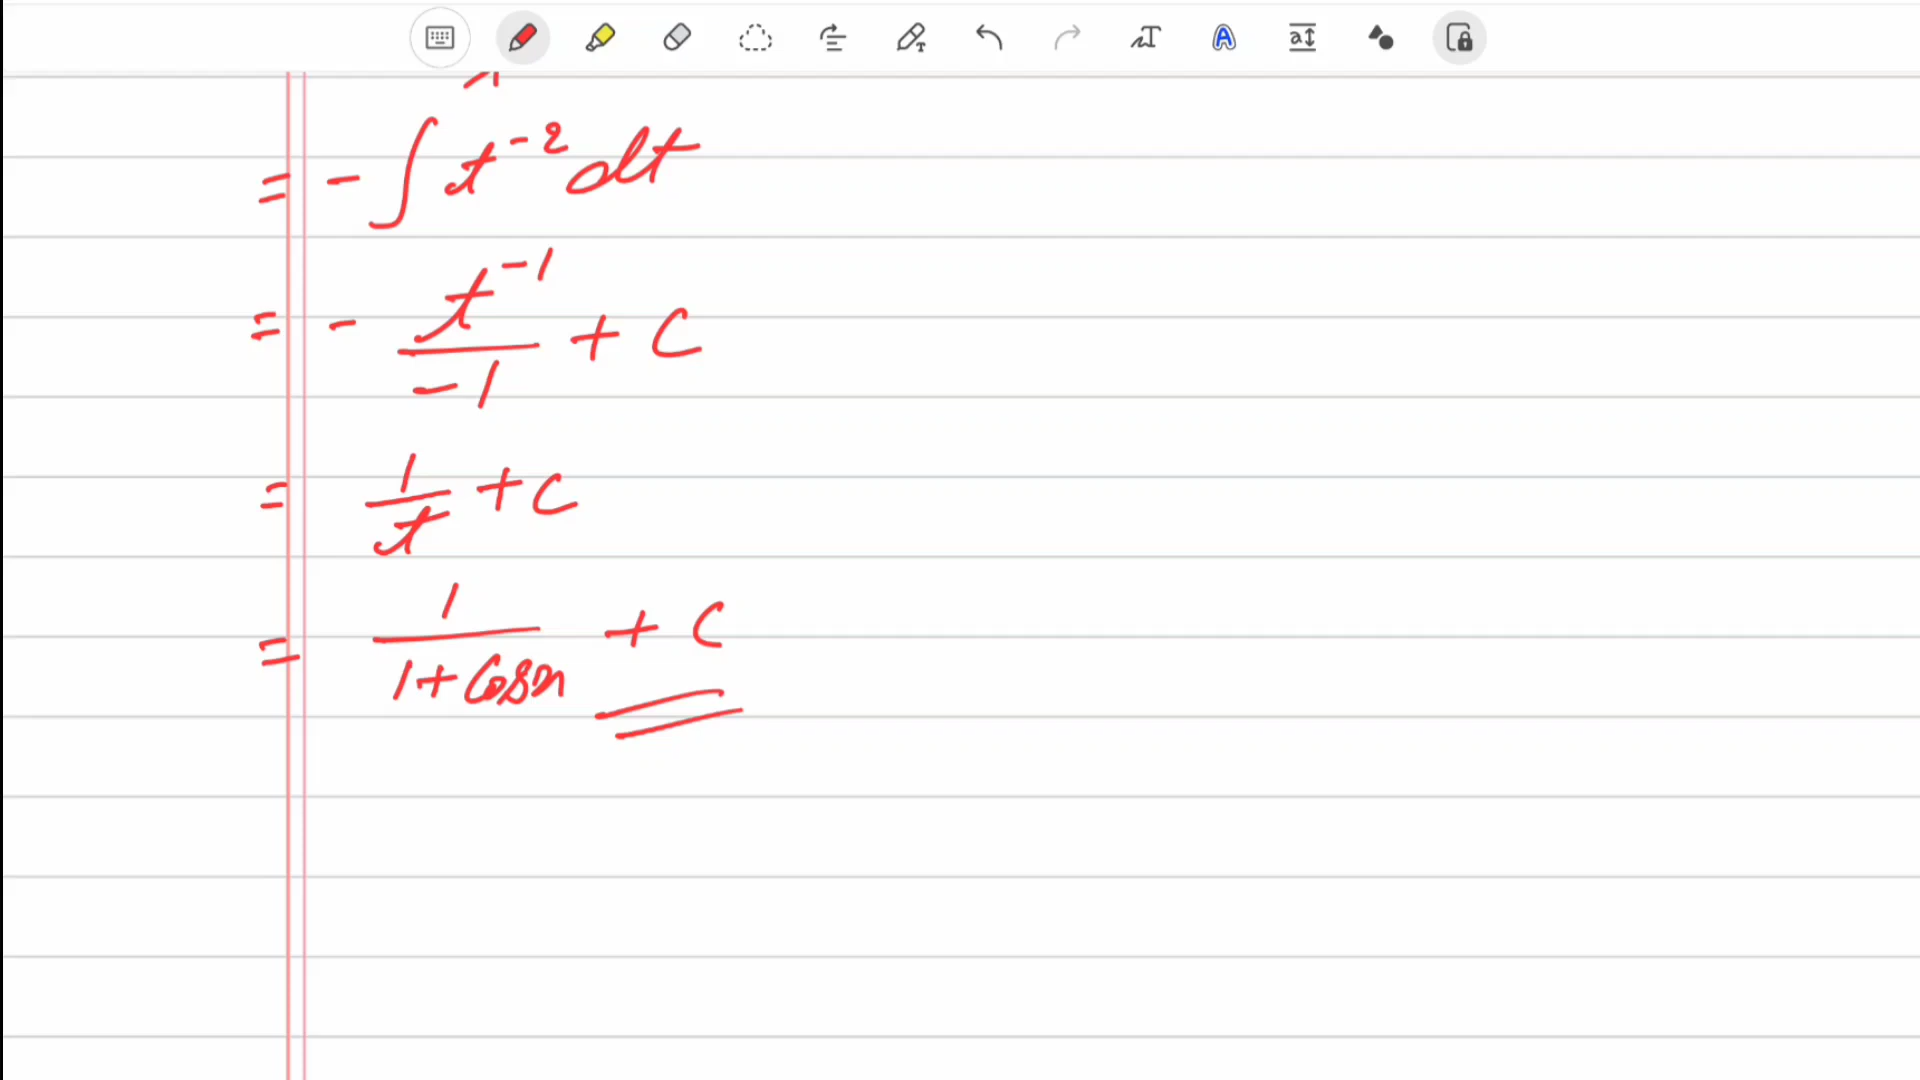 = - ∫ t⁻² dt
= - t⁻¹/-1 + C
= 1/t + C
= 1/(1+Cosx) + C